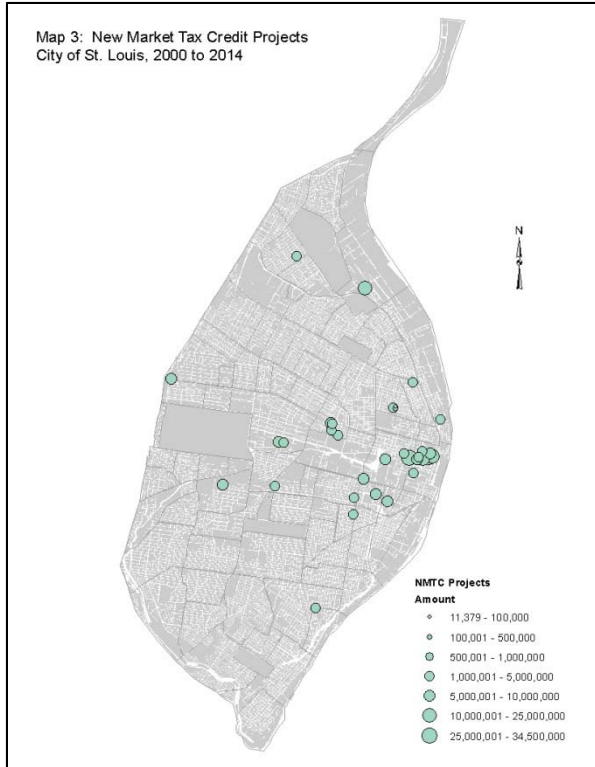 Map 3: New Market Tax Credit Projects
City of St. Louis, 2000 to 2014
N
NMTC Projects
Amount
11,379 - 100,000
100,001 - 500,000
500,001 - 1,000,000
1,000,001 - 5,000,000
5,000,001 - 10,000,000
10,000,001 - 25,000,000
25,000,001 - 34,500,000